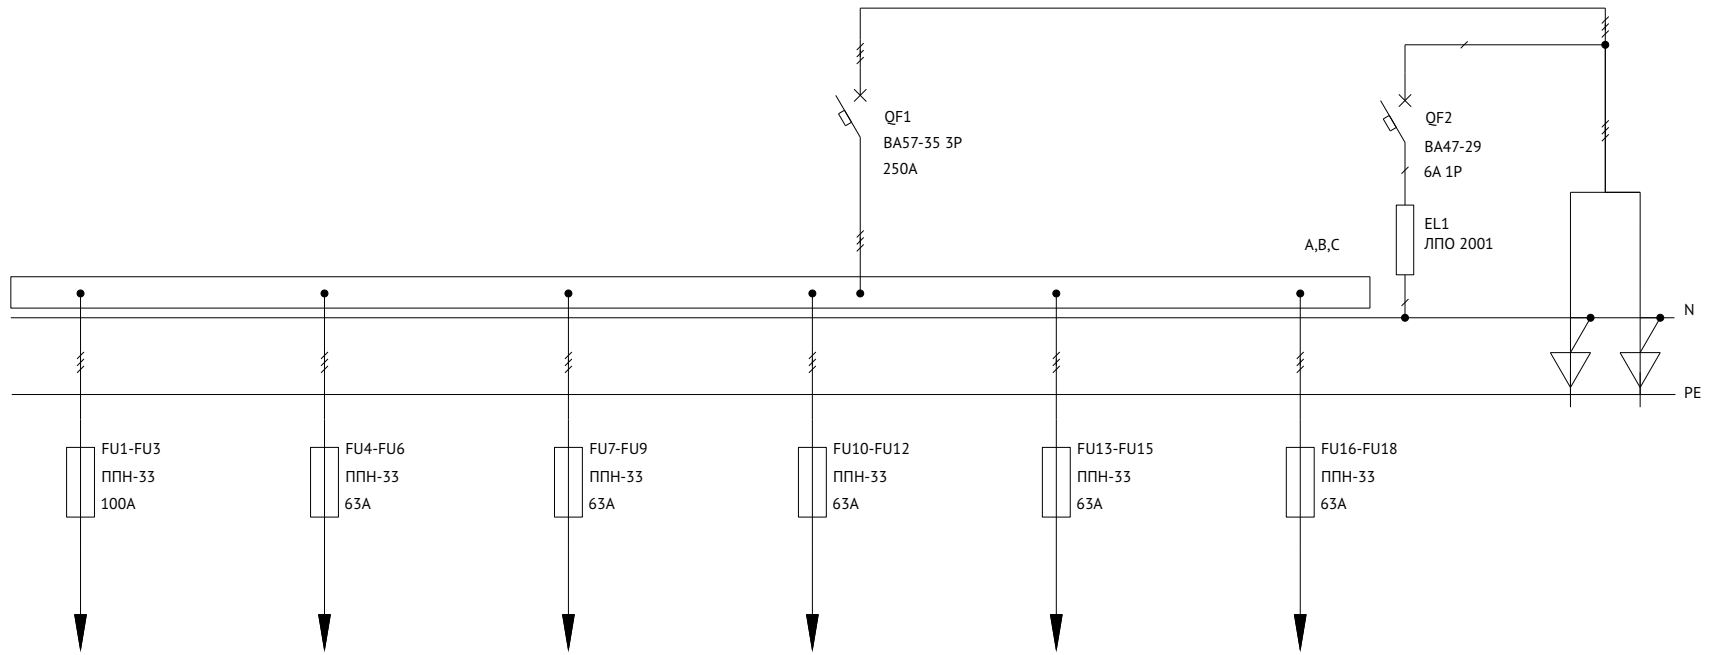 QF1
ВА57-35 3Р
250А
QF2
ВА47-29
6А 1Р
EL1
ЛПО 2001
А,В,С
N
PE
FU1-FU3
ППН-33
100А
FU4-FU6
ППН-33
63А
FU7-FU9
ППН-33
63А
FU10-FU12
ППН-33
63А
FU13-FU15
ППН-33
63А
FU16-FU18
ППН-33
63А